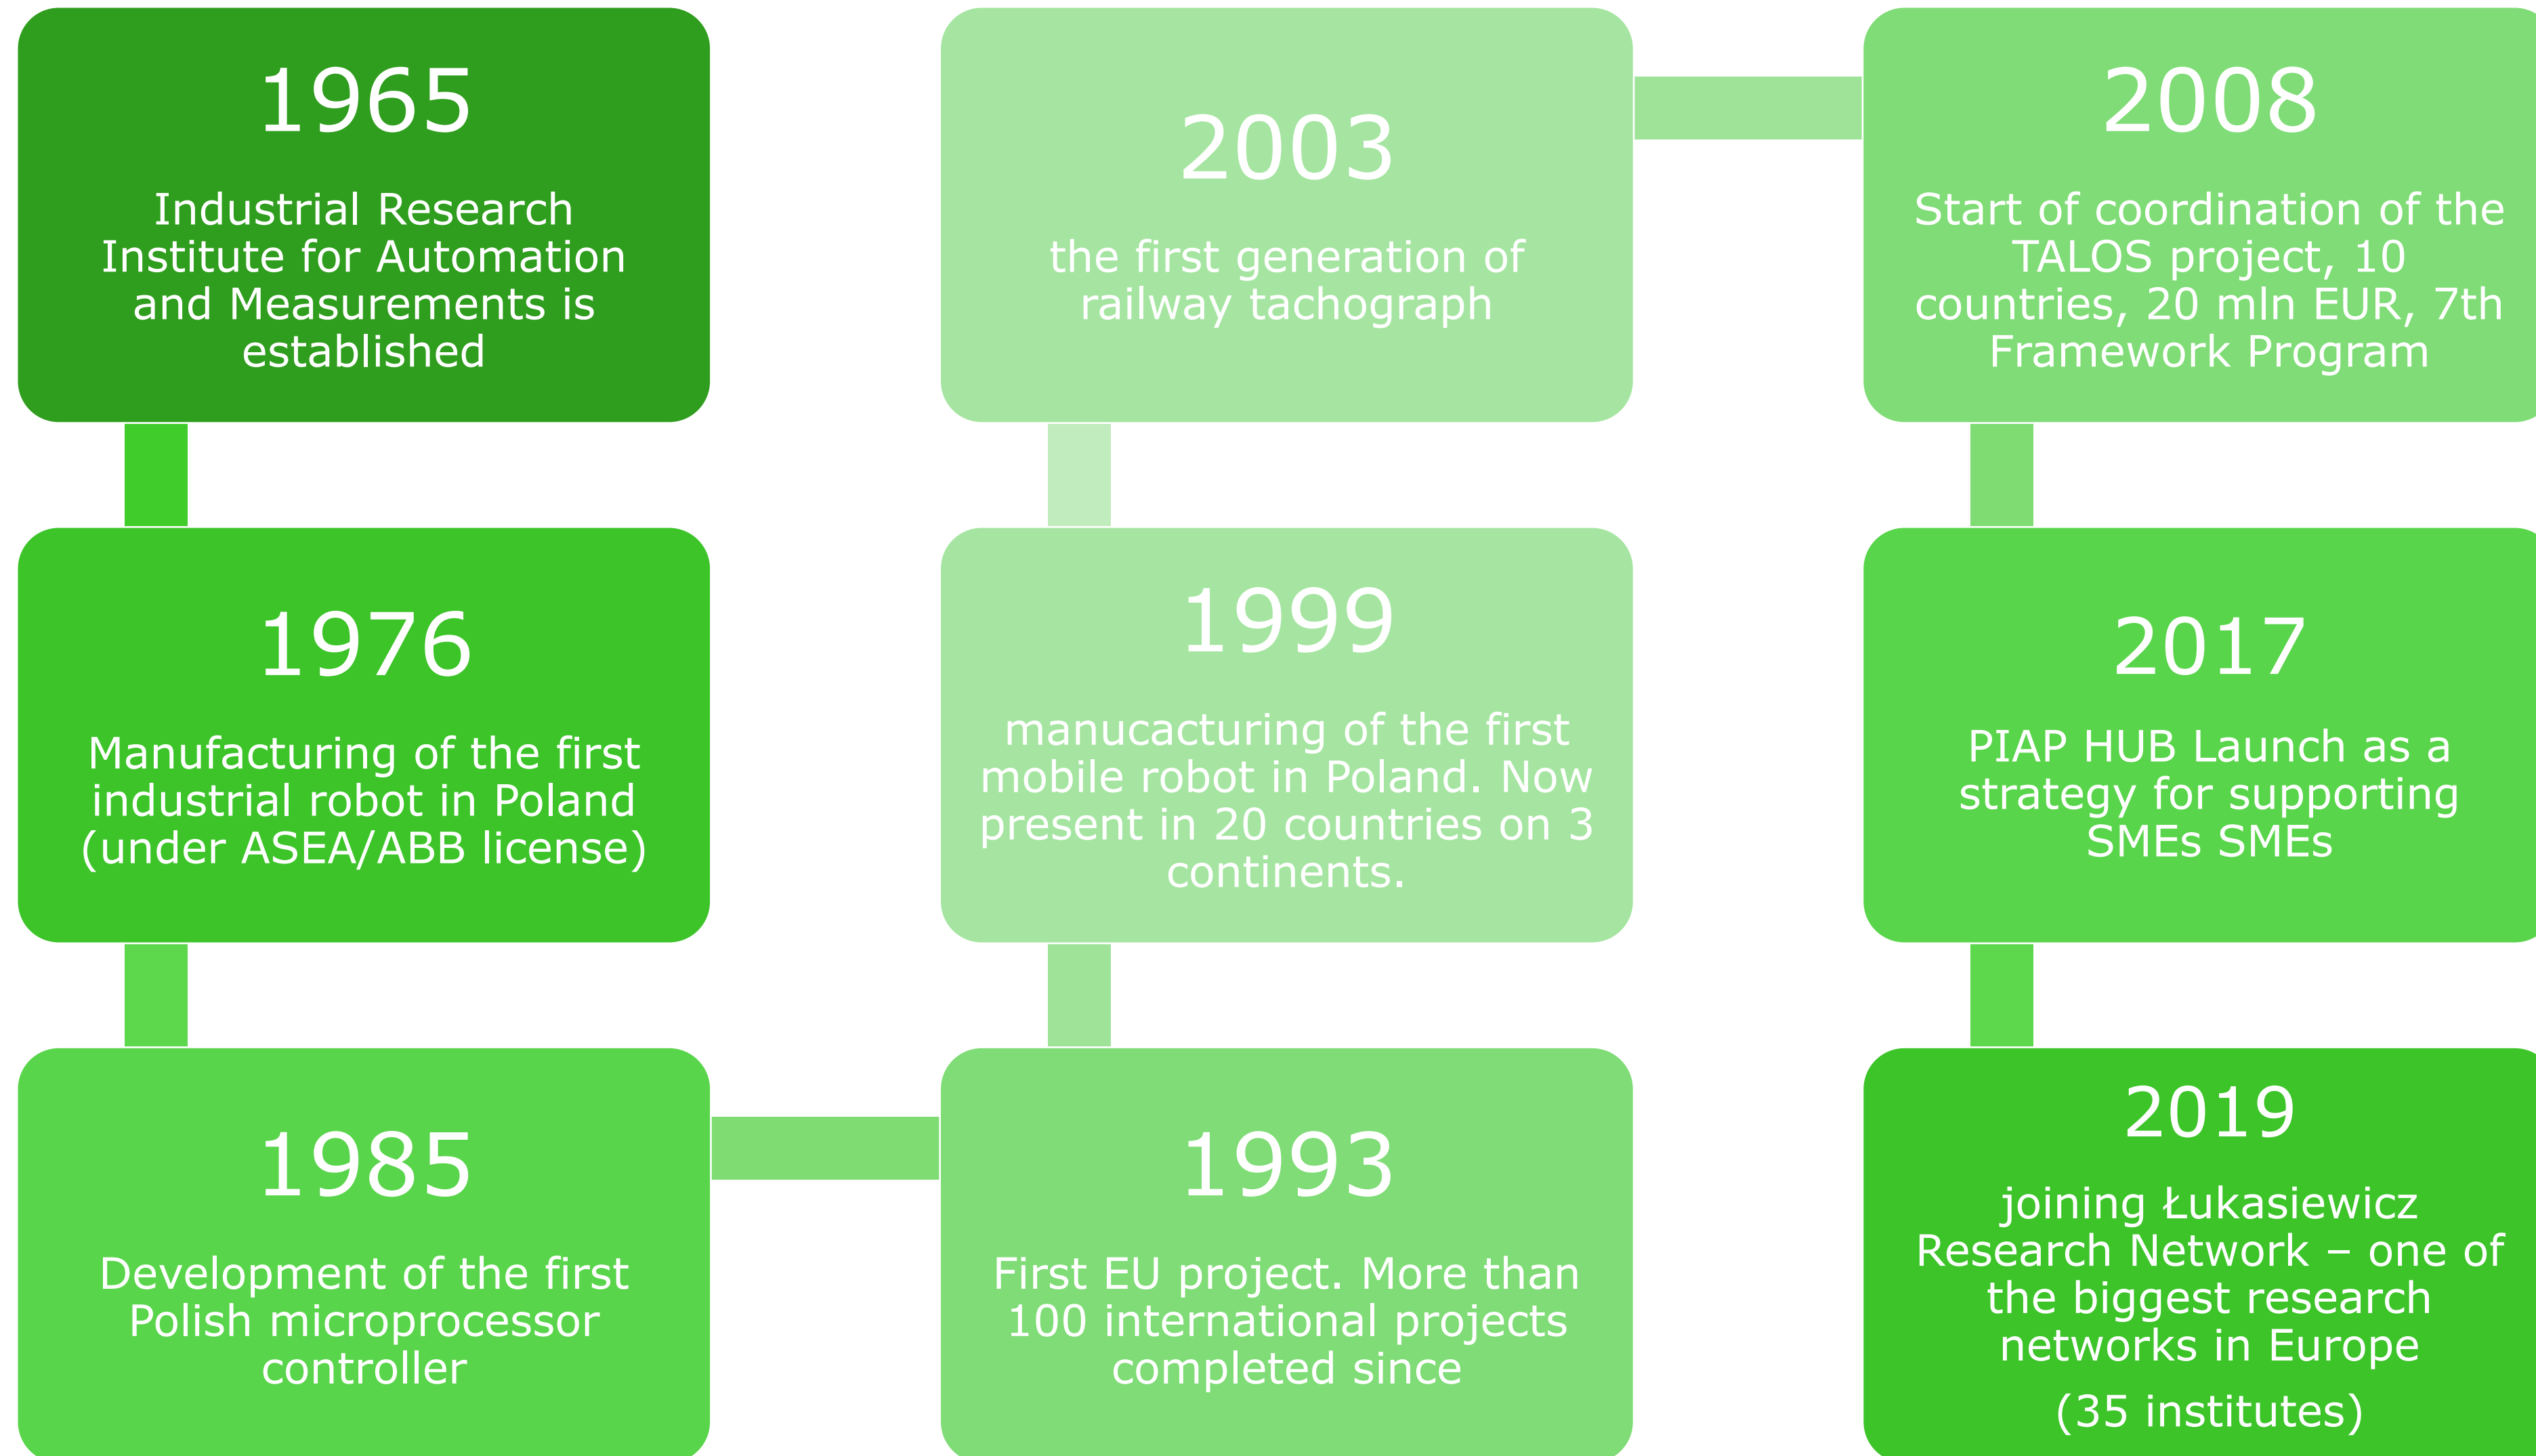 1965
Industrial Research
Institute for Automation
and Measurements is
established
1976
Manufacturing of the first
industrial robot in Poland
(under ASEA/ABB license)
1985
Development of the first
Polish microprocessor
controller
1993
First EU project. More than
100 international projects
completed since
1999
manucacturing of the first
mobile robot in Poland. Now
present in 20 countries on 3
continents.
2003
the first generation of
railway tachograph
2008
Start of coordination of the
TALOS project, 10
countries, 20 mln EUR, 7th
Framework Program
2017
PIAP HUB Launch as a
strategy for supporting
SMEs SMEs
2019
joining Łukasiewicz
Research Network – one of
the biggest research
networks in Europe
(35 institutes)